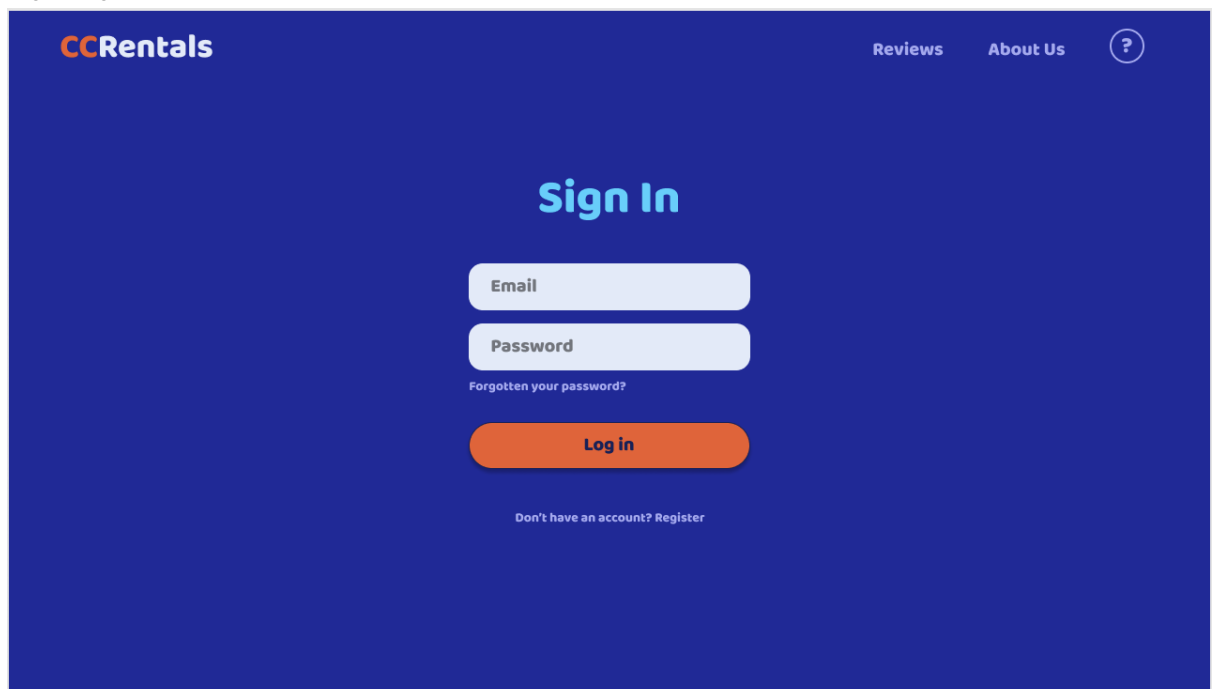 CCRentals
Reviews About Us ?
Sign In
Email
Password
Forgotten your password?
Log in
Don't have an account? Register